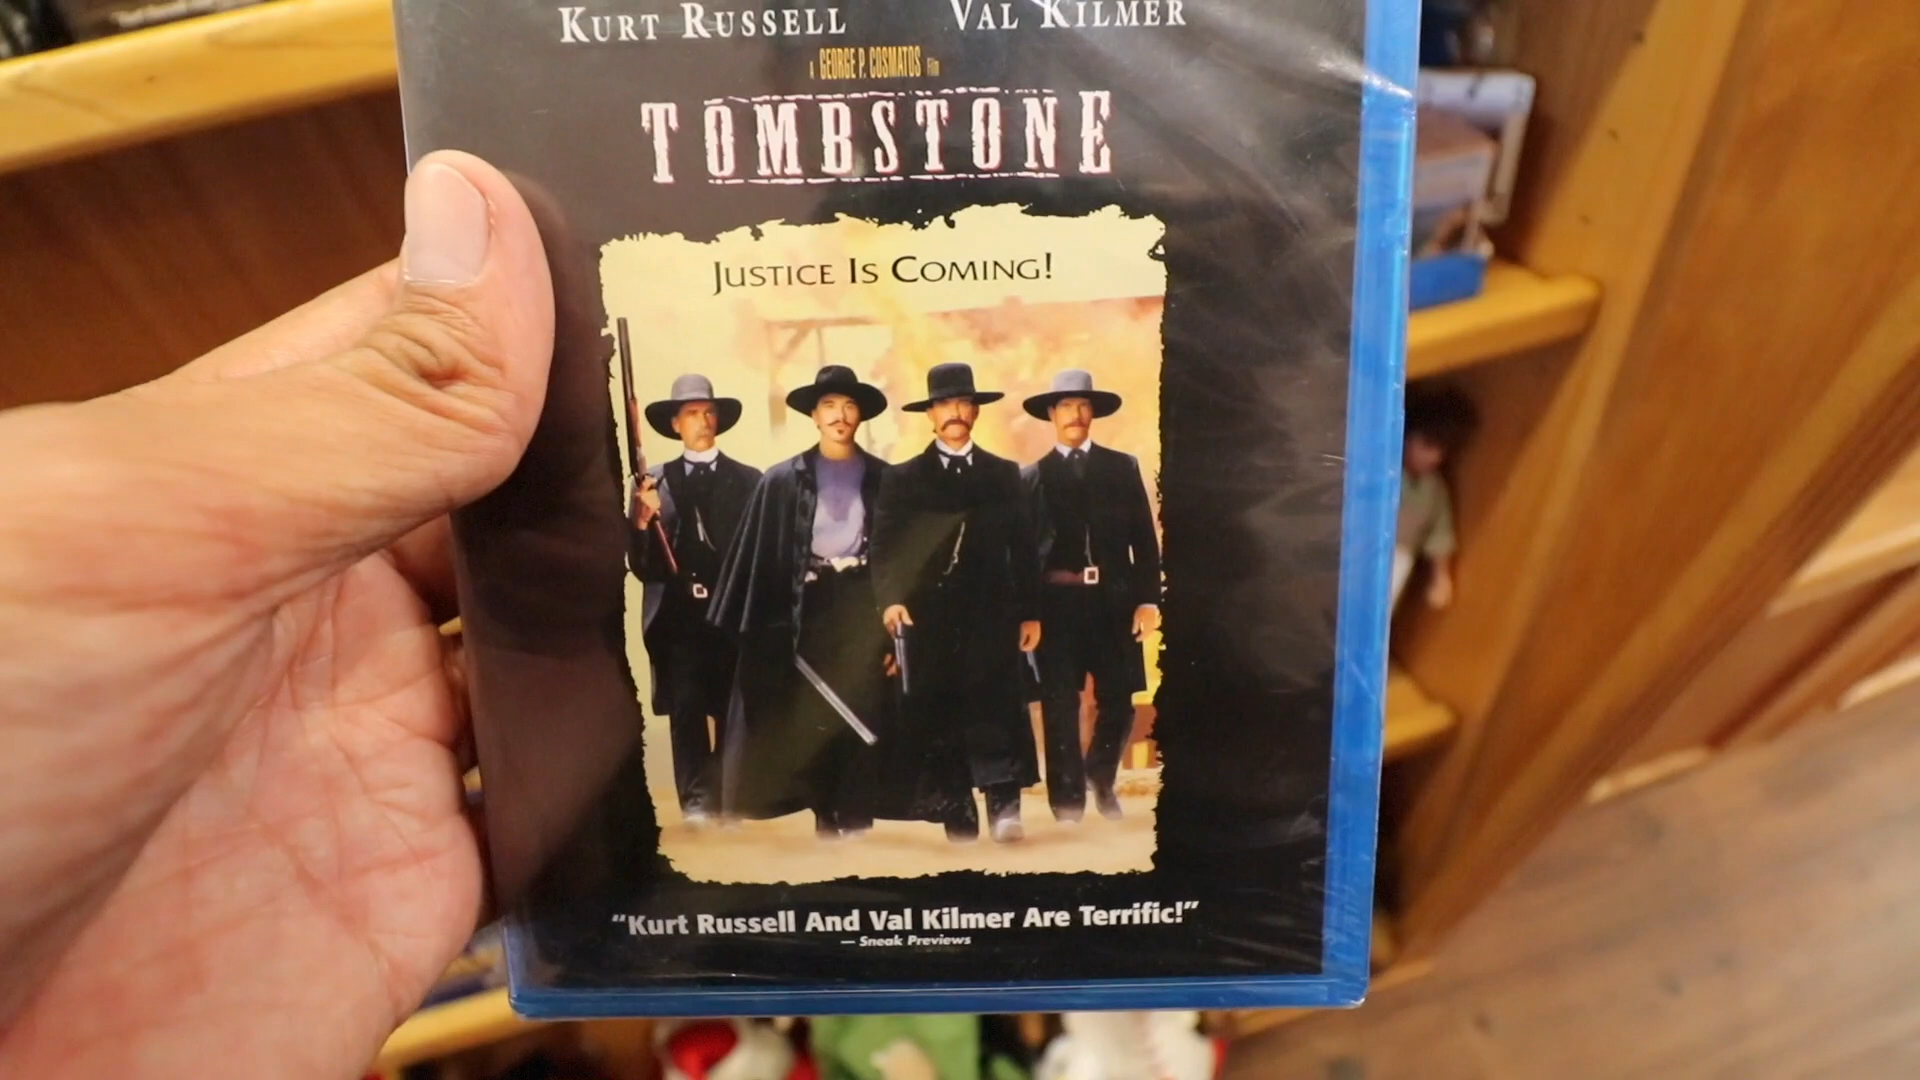 KURT RUSSELL VAL KILMER
A GEORGE P. COSMATOS Film
TOMBSTONE
JUSTICE IS COMING!
“Kurt Russell And Val Kilmer Are Terrific!”
— Sneak Previews